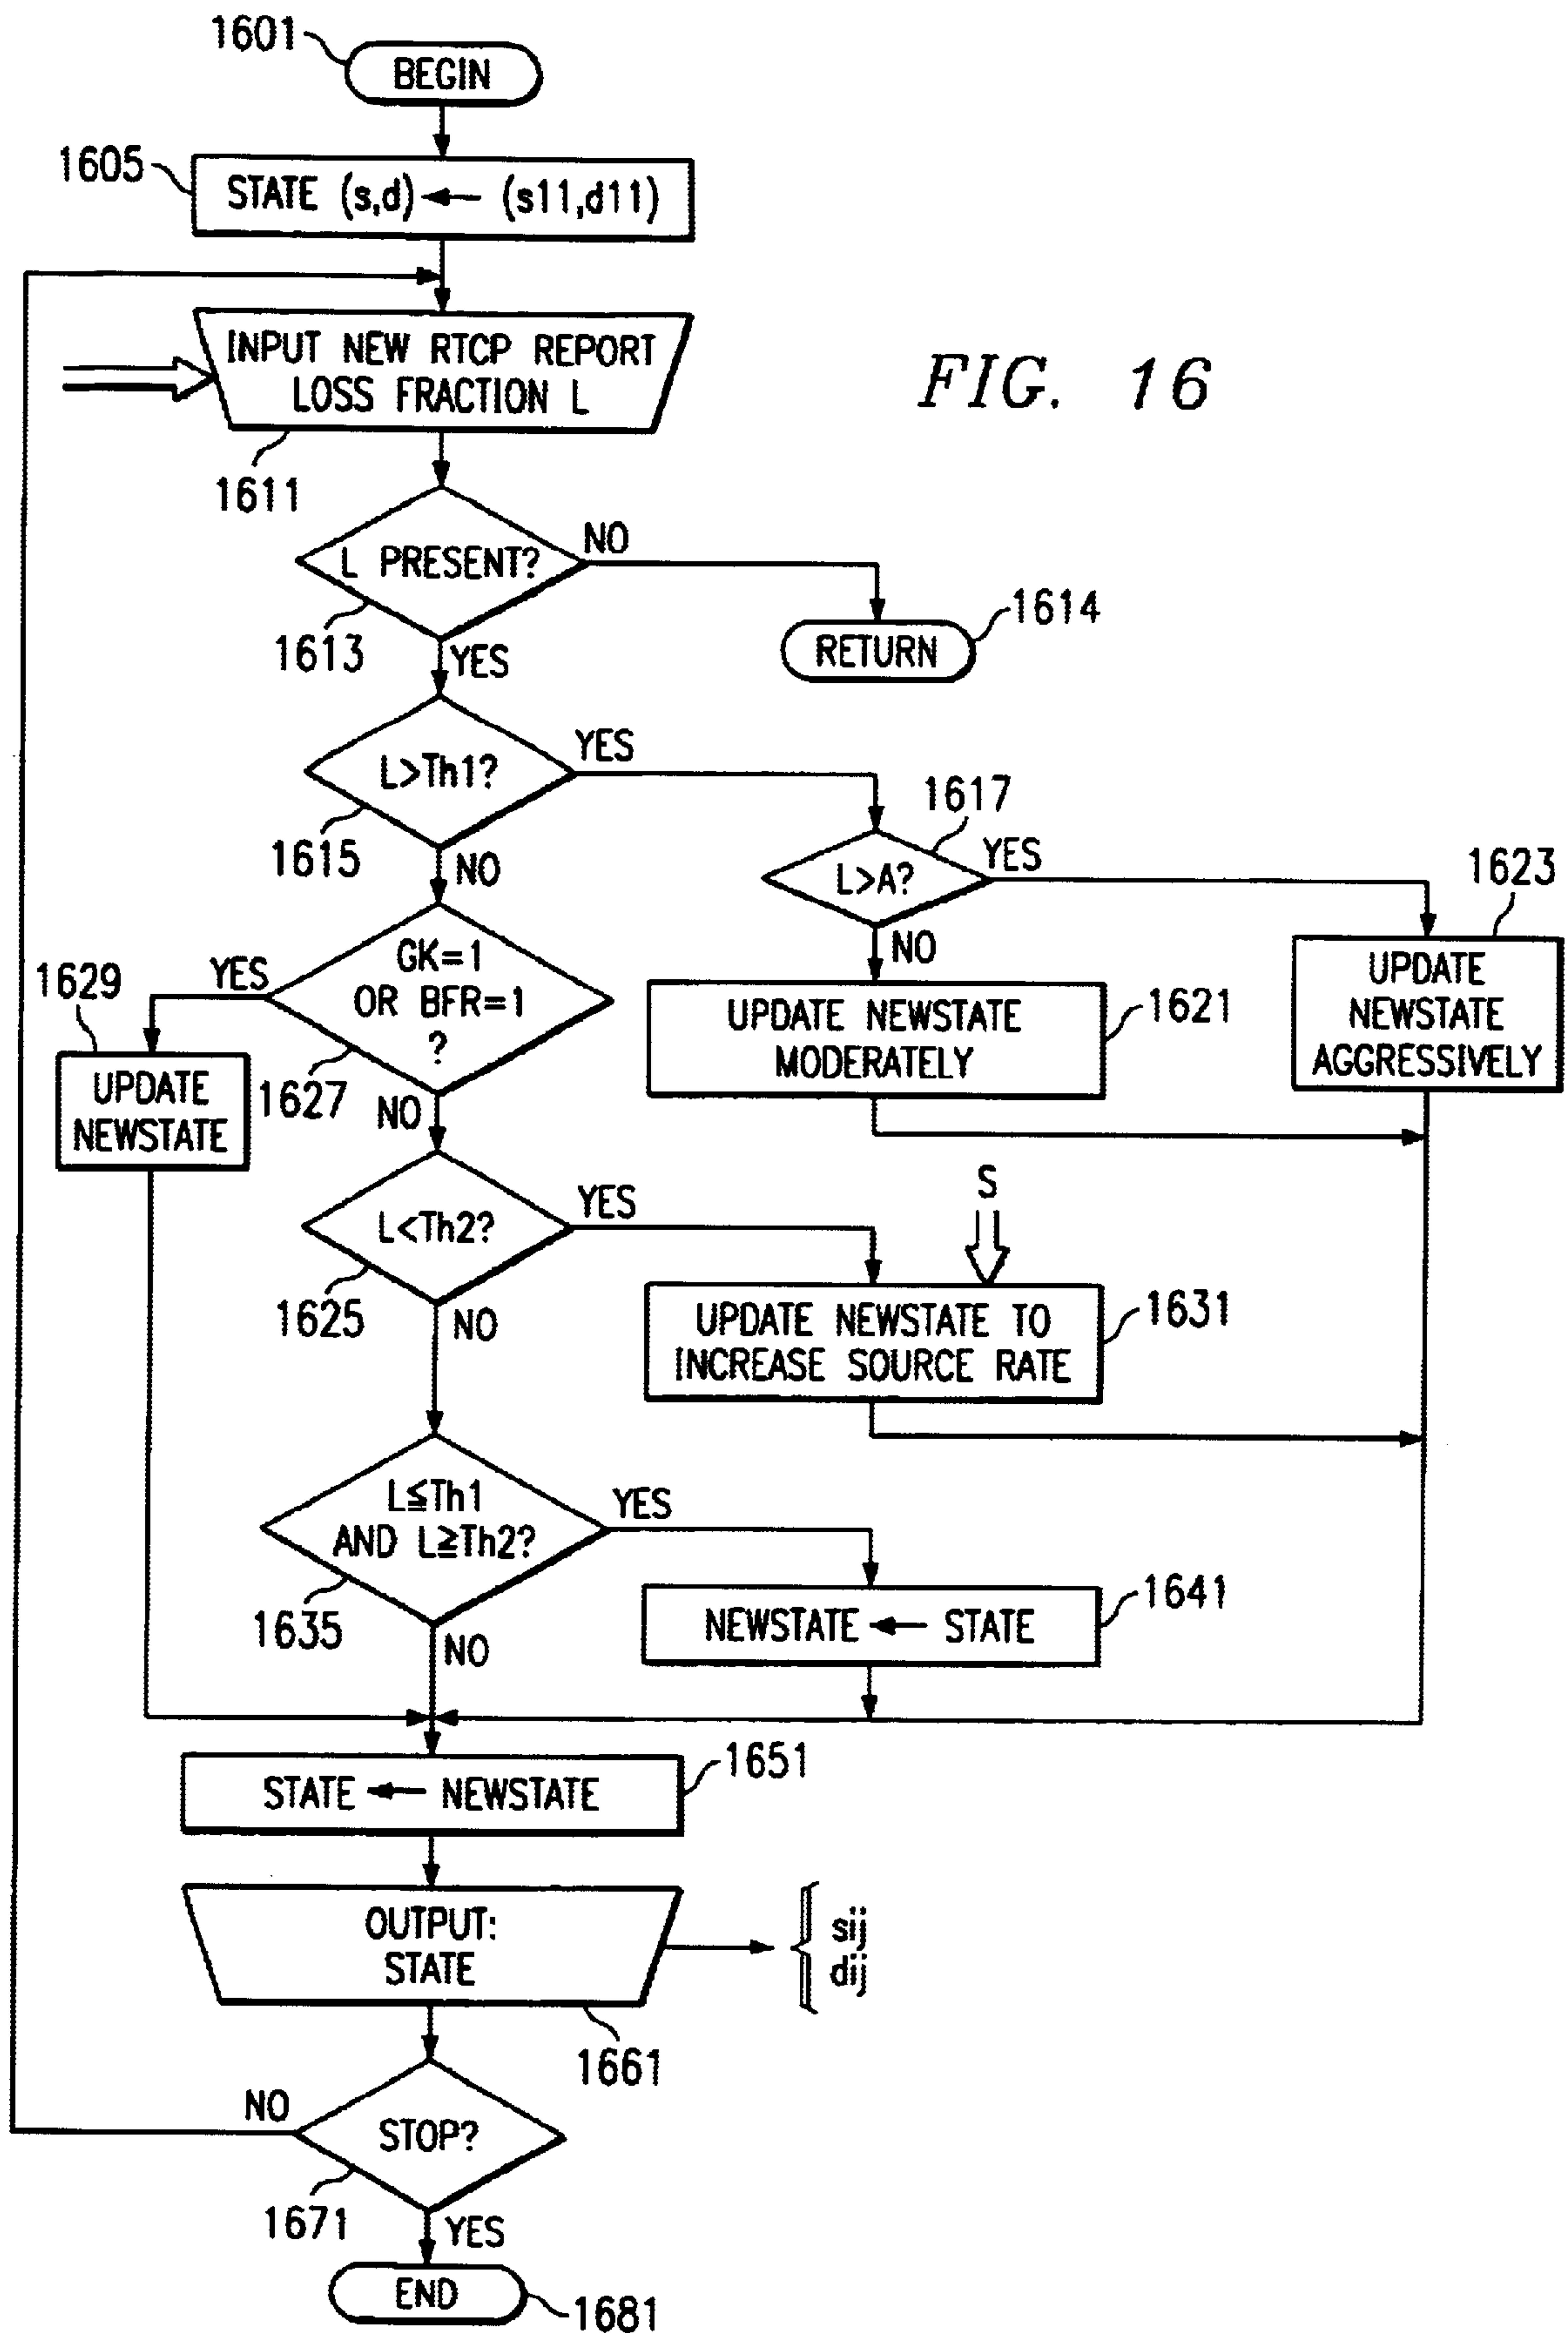 1601
BEGIN
1605
STATE (s,d) ← (s11,d11)
INPUT NEW RTCP REPORT
LOSS FRACTION L
FIG. 16
1611
L PRESENT?
NO
1613
YES
RETURN
1614
L>Th1?
YES
1615
NO
1617
L>A?
YES
NO
1623
UPDATE
NEWSTATE
AGGRESSIVELY
GK=1
OR BFR=1
?
YES
1629
UPDATE
NEWSTATE
1627
NO
UPDATE NEWSTATE
MODERATELY
1621
L<Th2?
YES
S
1625
NO
UPDATE NEWSTATE TO
INCREASE SOURCE RATE
1631
L≦Th1
AND L≧Th2?
YES
1635
NO
NEWSTATE ← STATE
1641
STATE ← NEWSTATE
1651
OUTPUT:
STATE
sij
dij
1661
NO
STOP?
1671
YES
END
1681